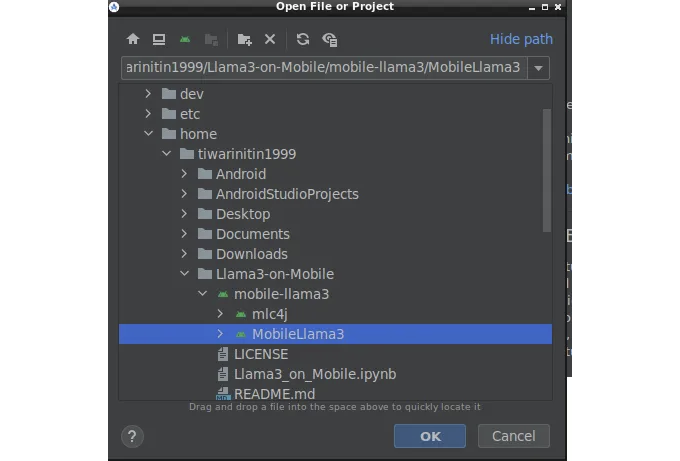 Open File or Project
Hide path
arinitin1999/Llama3-on-Mobile/mobile-llama3/MobileLlama3
dev
etc
home
tiwarinitin1999
Android
AndroidStudioProjects
Desktop
Documents
Downloads
Llama3-on-Mobile
mobile-llama3
mlc4j
MobileLlama3
LICENSE
Llama3_on_Mobile.ipynb
README.md
Drag and drop a file into the space above to quickly locate it
?
OK
Cancel